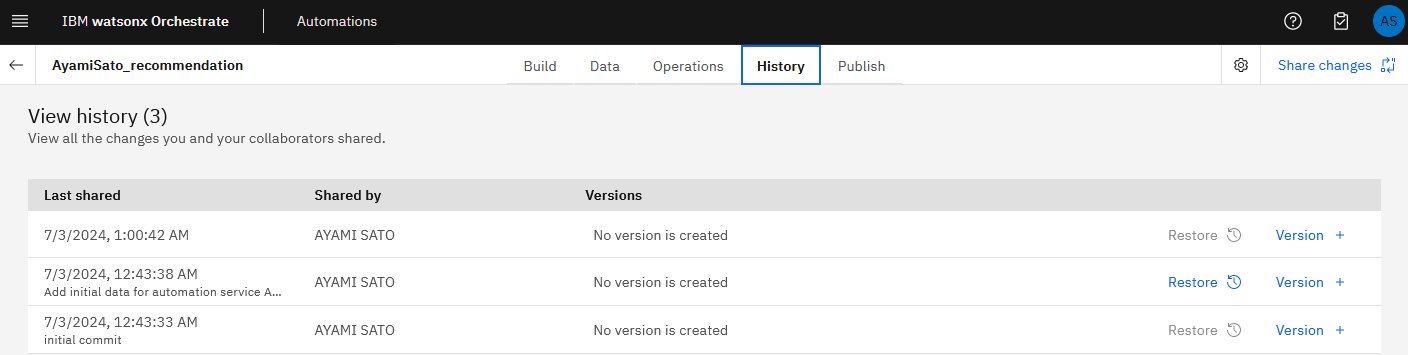 IBM watsonx Orchestrate Automations AS
AyamiSato_recommendation Build Data Operations History Publish Share changes
View history (3)
View all the changes you and your collaborators shared.
Last shared Shared by Versions
7/3/2024, 1:00:42 AM AYAMI SATO No version is created Restore Version +
7/3/2024, 12:43:38 AM AYAMI SATO No version is created Restore Version +
Add initial data for automation service A...
7/3/2024, 12:43:33 AM AYAMI SATO No version is created Restore Version +
initial commit